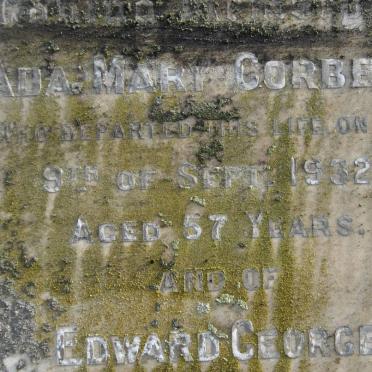 ADA MARY CORBE
WHO DEPARTED THIS LIFE ON
9TH OF SEPT. 1932
AGED 57 YEARS.
AND OF
EDWARD GEORGE